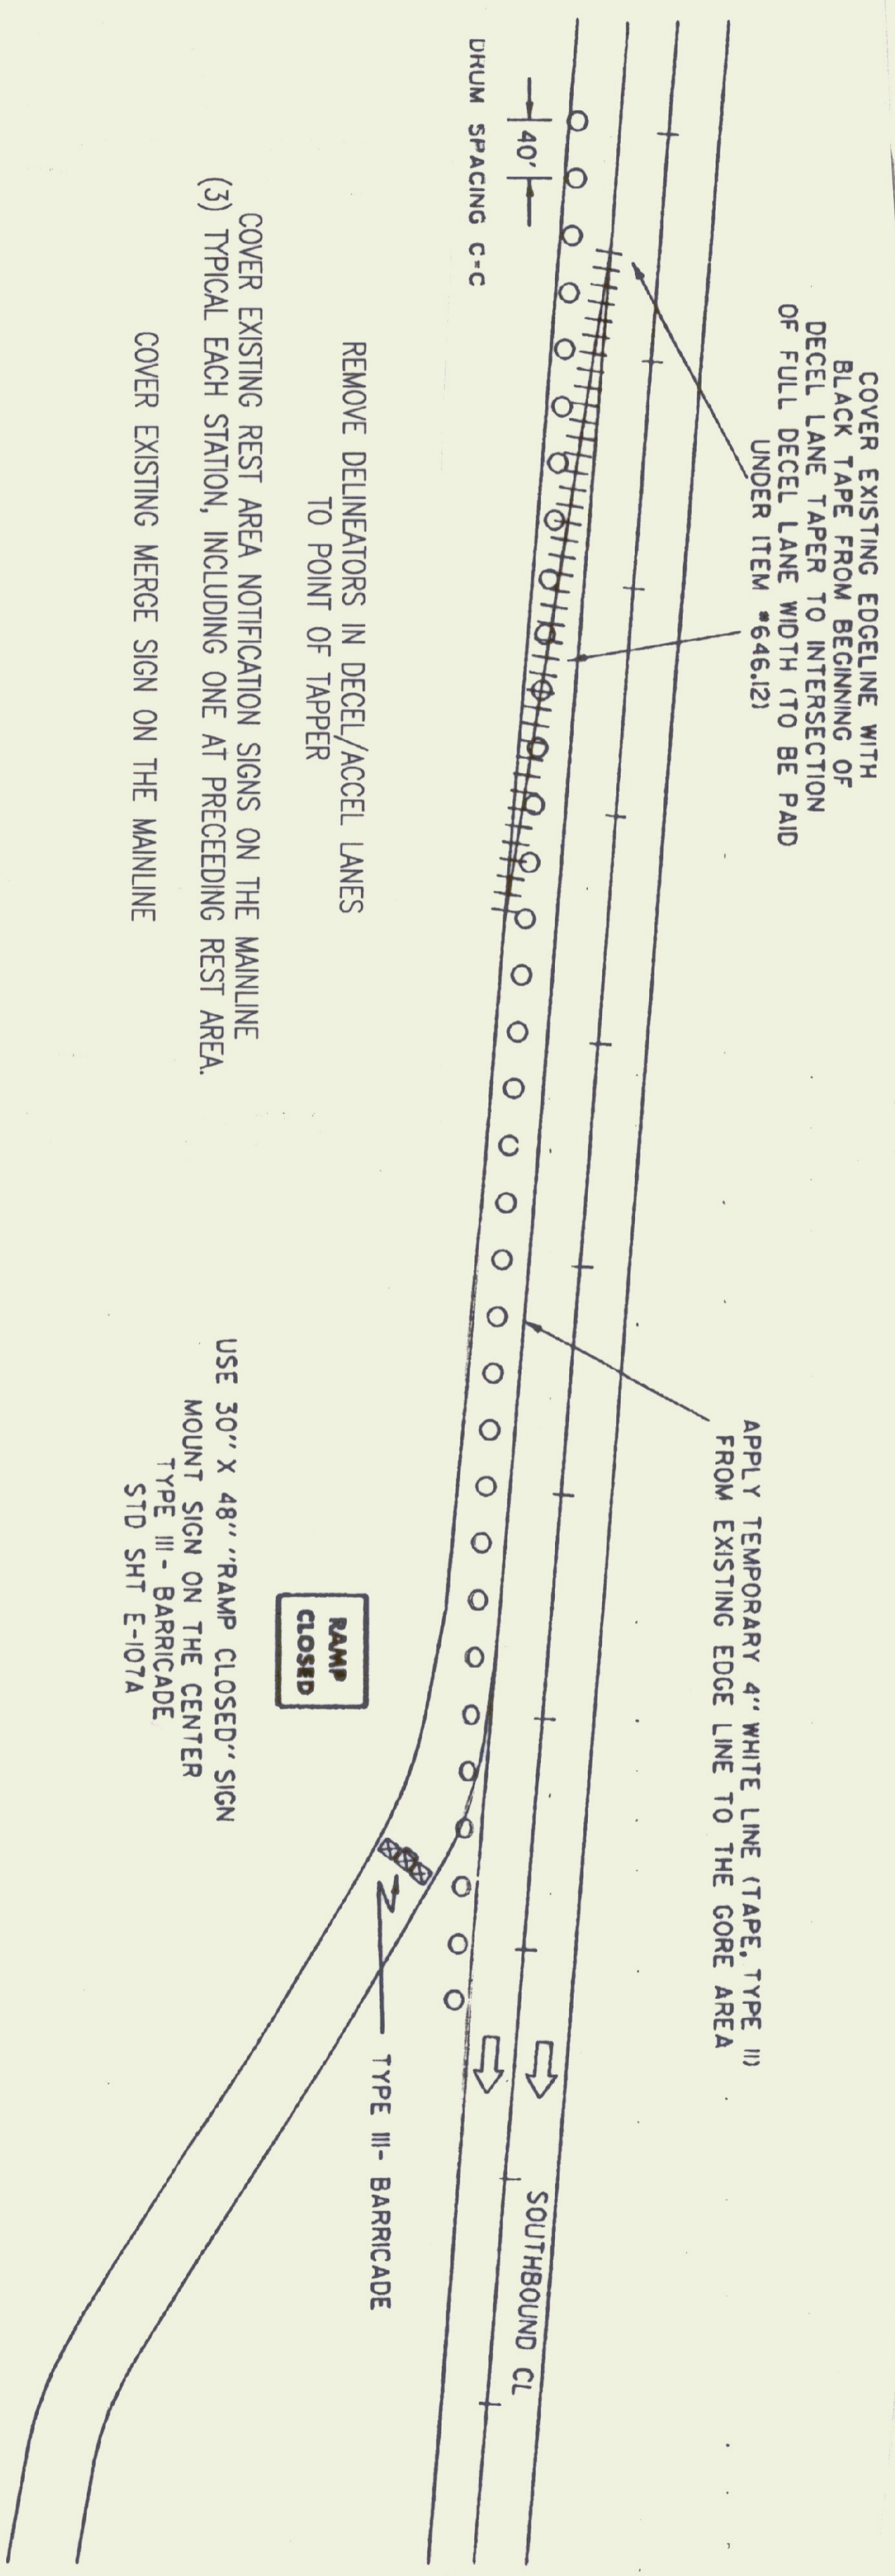 COVER EXISTING EDGELINE WITH
BLACK TAPE FROM BEGINNING OF
DECEL LANE TAPER TO INTERSECTION
OF FULL DECEL LANE WIDTH (TO BE PAID
UNDER ITEM #646.12)
APPLY TEMPORARY 4" WHITE LINE (TAPE, TYPE II)
FROM EXISTING EDGE LINE TO THE GORE AREA
SOUTHBOUND CL
40'
DRUM SPACING C-C
TYPE III- BARRICADE
REMOVE DELINEATORS IN DECEL/ACCEL LANES
TO POINT OF TAPPER
RAMP
CLOSED
COVER EXISTING REST AREA NOTIFICATION SIGNS ON THE MAINLINE
(3) TYPICAL EACH STATION, INCLUDING ONE AT PRECEEDING REST AREA.
COVER EXISTING MERGE SIGN ON THE MAINLINE
USE 30" X 48" "RAMP CLOSED" SIGN
MOUNT SIGN ON THE CENTER
TYPE III- BARRICADE
STD SHT E-107A